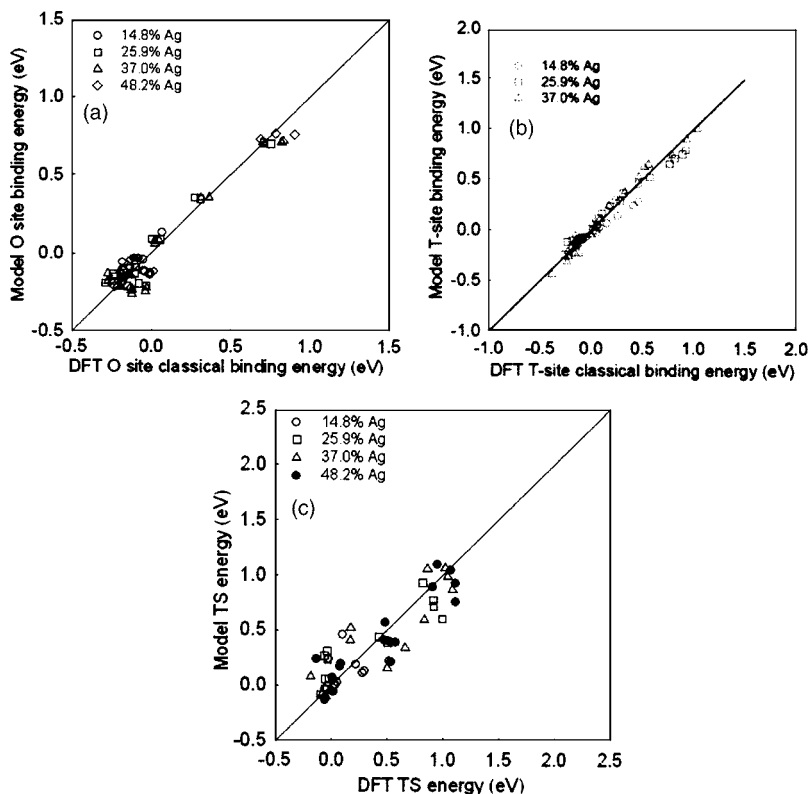 1.5
1.0
0.5
0.0
-0.5
-0.5 0.0 0.5 1.0 1.5
14.8% Ag
25.9% Ag
37.0% Ag
48.2% Ag
(a)
Model O site binding energy (eV)
DFT O site classical binding energy (eV)
2.0
1.5
1.0
0.5
0.0
-0.5
-1.0
-1.0 -0.5 0.0 0.5 1.0 1.5 2.0
14.8% Ag
25.9% Ag
37.0% Ag
(b)
Model T-site binding energy (eV)
DFT T-site classical binding energy (eV)
2.5
2.0
1.5
1.0
0.5
0.0
-0.5
-0.5 0.0 0.5 1.0 1.5 2.0 2.5
14.8% Ag
25.9% Ag
37.0% Ag
48.2% Ag
(c)
Model TS energy (eV)
DFT TS energy (eV)